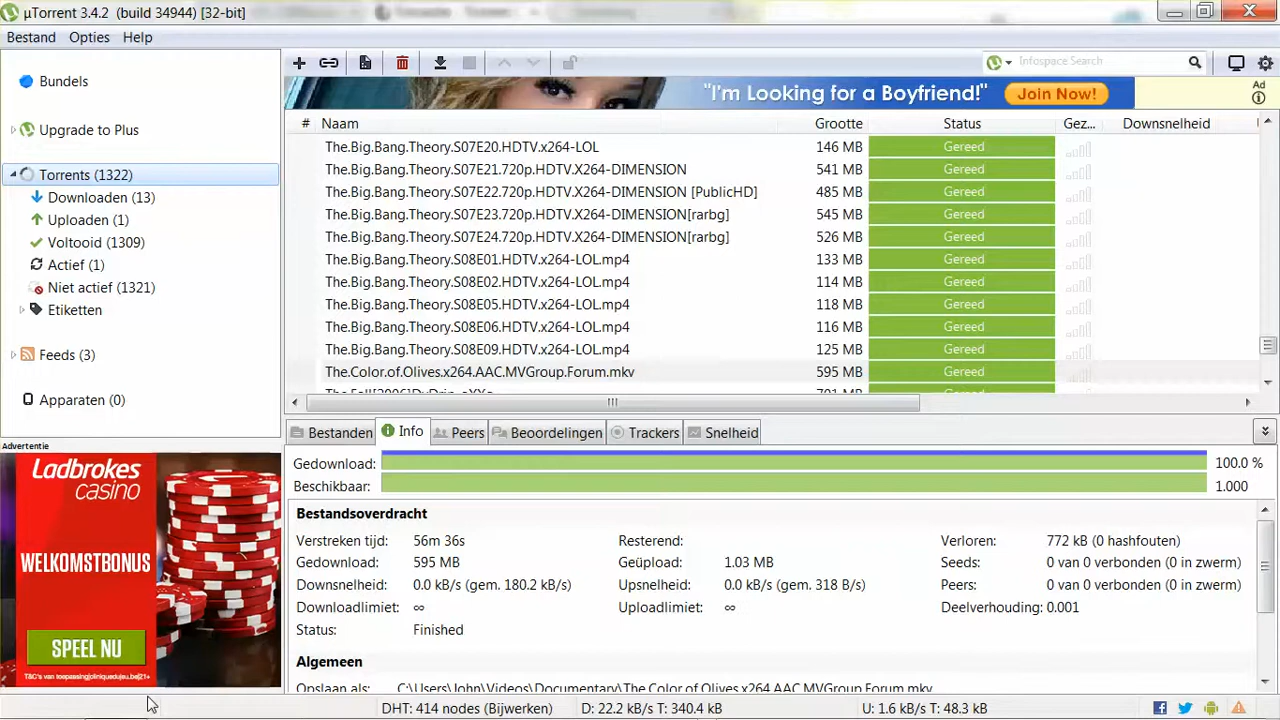 µTorrent 3.4.2 (build 34944) [32-bit]
Bestand Opties Help
Infospace Search
Bundels
Upgrade to Plus
Torrents (1322)
Downloaden (13)
Uploaden (1)
Voltooid (1309)
Actief (1)
Niet actief (1321)
Etiketten
Feeds (3)
Apparaten (0)
Advertentie
Ladbrokes
casino
WELKOMSTBONUS
SPEEL NU
"I'm Looking for a Boyfriend!" Join Now!
Ad
# Naam Grootte Status Gez... Downsnelheid
The.Big.Bang.Theory.S07E20.HDTV.x264-LOL 146 MB Gereed
The.Big.Bang.Theory.S07E21.720p.HDTV.X264-DIMENSION 541 MB Gereed
The.Big.Bang.Theory.S07E22.720p.HDTV.X264-DIMENSION [PublicHD] 485 MB Gereed
The.Big.Bang.Theory.S07E23.720p.HDTV.X264-DIMENSION[rarbg] 545 MB Gereed
The.Big.Bang.Theory.S07E24.720p.HDTV.X264-DIMENSION[rarbg] 526 MB Gereed
The.Big.Bang.Theory.S08E01.HDTV.x264-LOL.mp4 133 MB Gereed
The.Big.Bang.Theory.S08E02.HDTV.x264-LOL.mp4 114 MB Gereed
The.Big.Bang.Theory.S08E05.HDTV.x264-LOL.mp4 118 MB Gereed
The.Big.Bang.Theory.S08E06.HDTV.x264-LOL.mp4 116 MB Gereed
The.Big.Bang.Theory.S08E09.HDTV.x264-LOL.mp4 125 MB Gereed
The.Color.of.Olives.x264.AAC.MVGroup.Forum.mkv 595 MB Gereed
Bestanden Info Peers Beoordelingen Trackers Snelheid
Gedownload: 100.0 %
Beschikbaar: 1.000
Bestandsoverdracht
Verstreken tijd: 56m 36s Resterend: Verloren: 772 kB (0 hashfouten)
Gedownload: 595 MB Geüpload: 1.03 MB Seeds: 0 van 0 verbonden (0 in zwerm)
Downsnelheid: 0.0 kB/s (gem. 180.2 kB/s) Upsnelheid: 0.0 kB/s (gem. 318 B/s) Peers: 0 van 0 verbonden (0 in zwerm)
Downloadlimiet: ∞ Uploadlimiet: ∞ Deelverhouding: 0.001
Status: Finished
Algemeen
Opslaan als: C:\Users\John\Videos\Documentary\The.Color.of.Olives.x264.AAC.MVGroup.Forum.mkv
DHT: 414 nodes (Bijwerken) D: 22.2 kB/s T: 340.4 kB U: 1.6 kB/s T: 48.3 kB